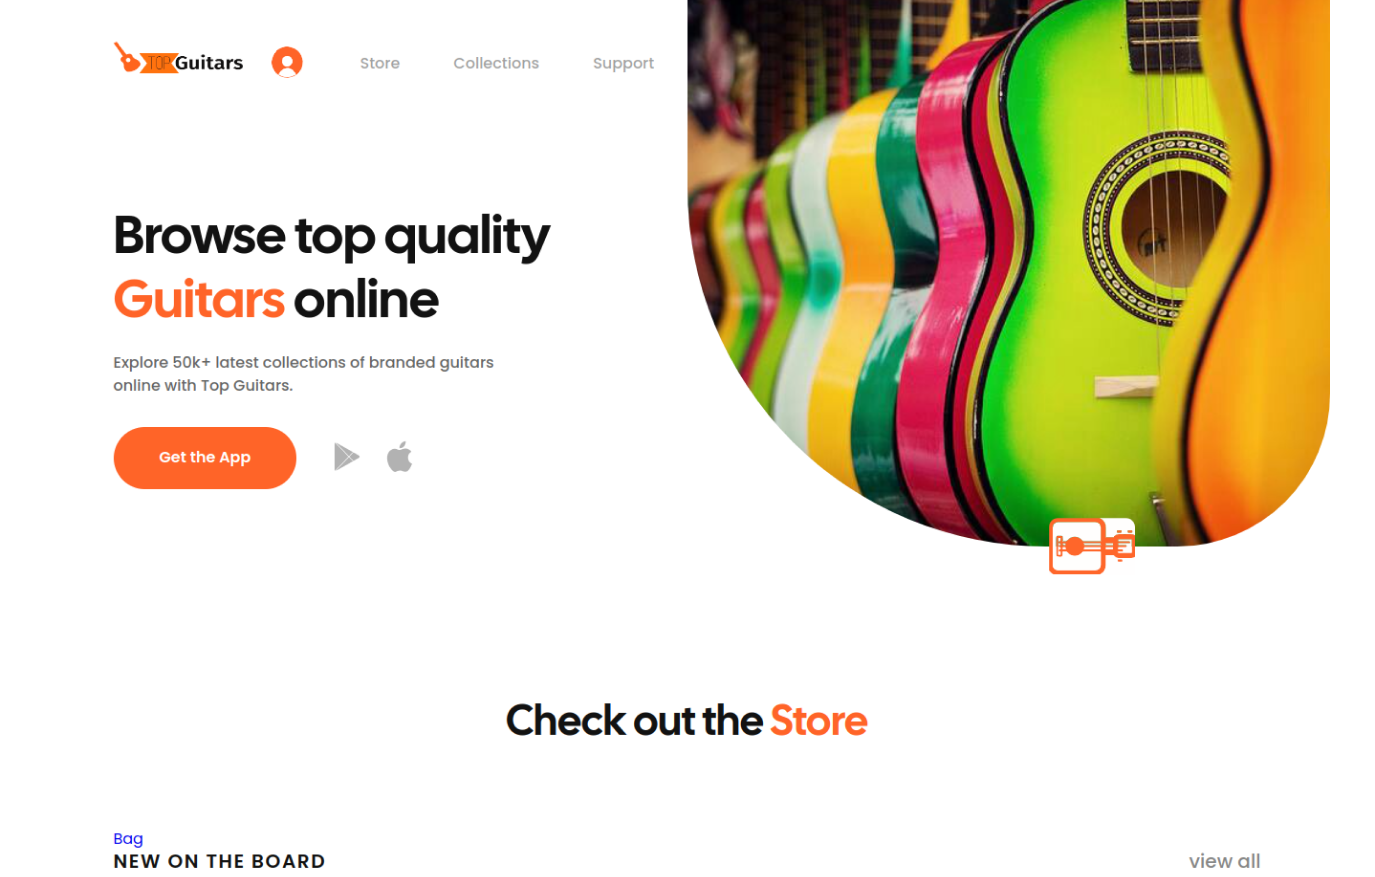 TOP Guitars
Store
Collections
Support
Browse top quality
Guitars online
Explore 50k+ latest collections of branded guitars
online with Top Guitars.
Get the App
Check out the Store
Bag
NEW ON THE BOARD
view all